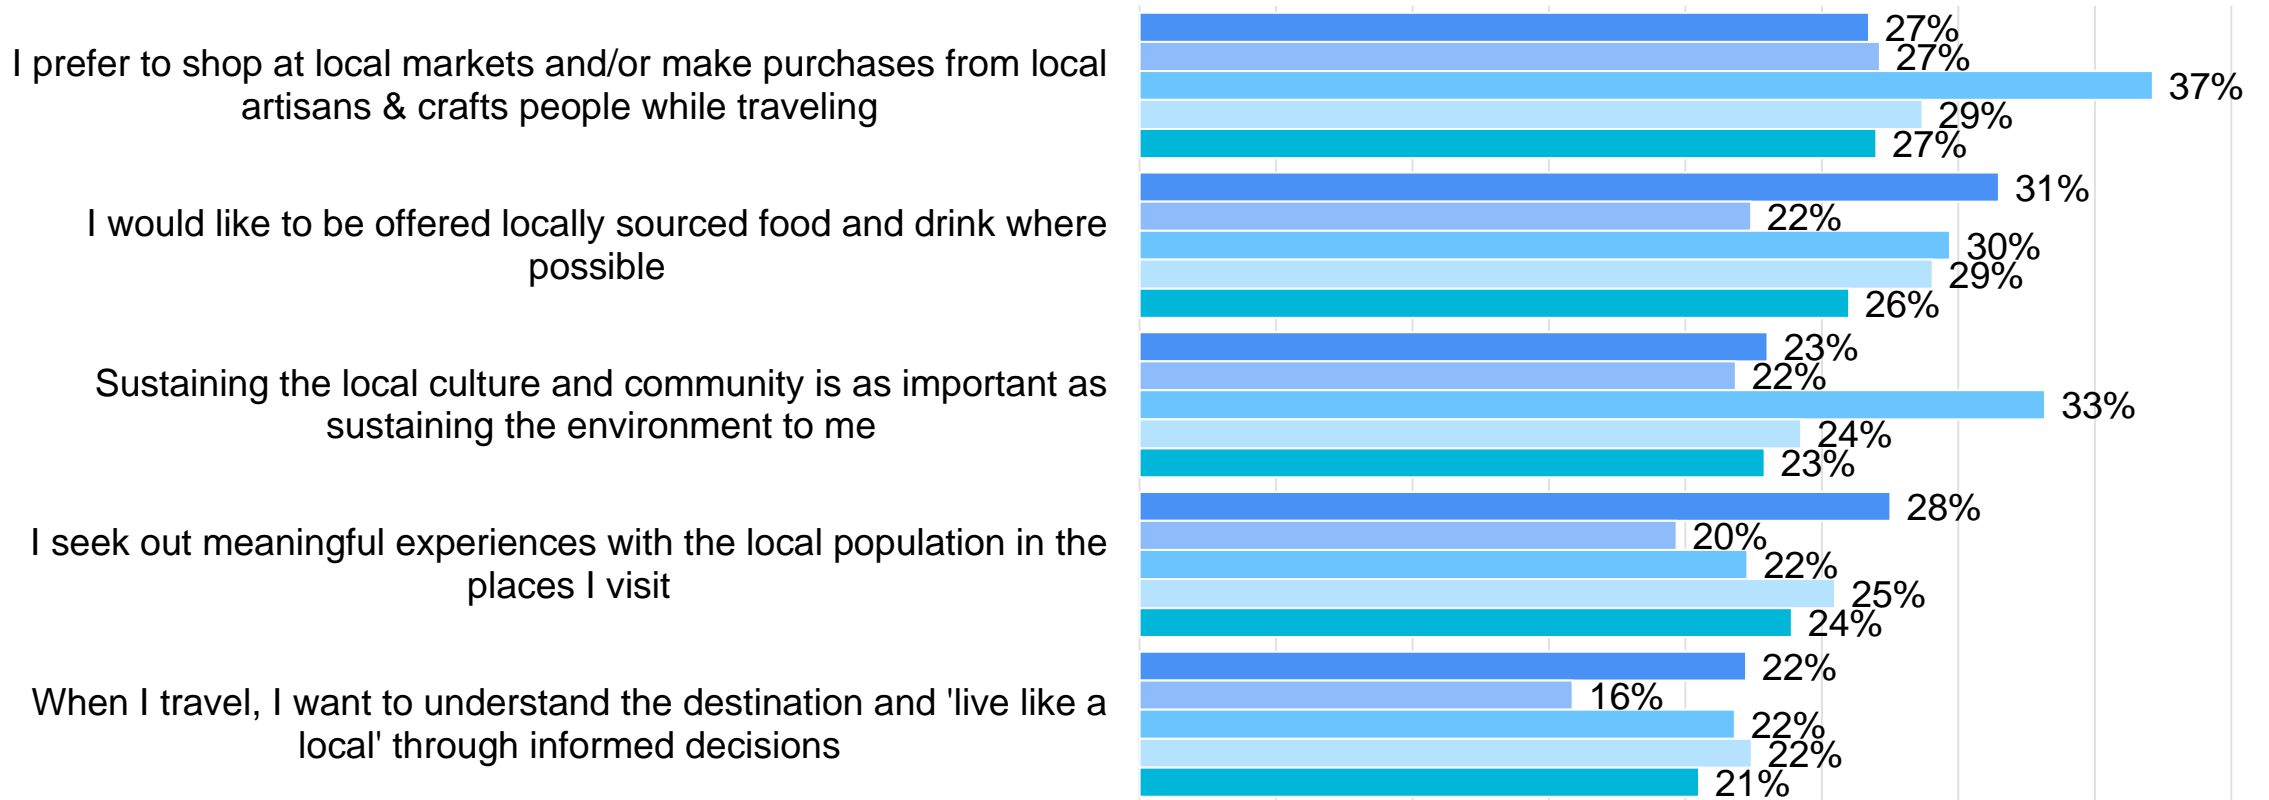 I prefer to shop at local markets and/or make purchases from local
artisans & crafts people while traveling
27%
27%
37%
29%
27%
I would like to be offered locally sourced food and drink where
possible
31%
22%
30%
29%
26%
Sustaining the local culture and community is as important as
sustaining the environment to me
23%
22%
33%
24%
23%
I seek out meaningful experiences with the local population in the
places I visit
28%
20%
22%
25%
24%
When I travel, I want to understand the destination and 'live like a
local' through informed decisions
22%
16%
22%
22%
21%